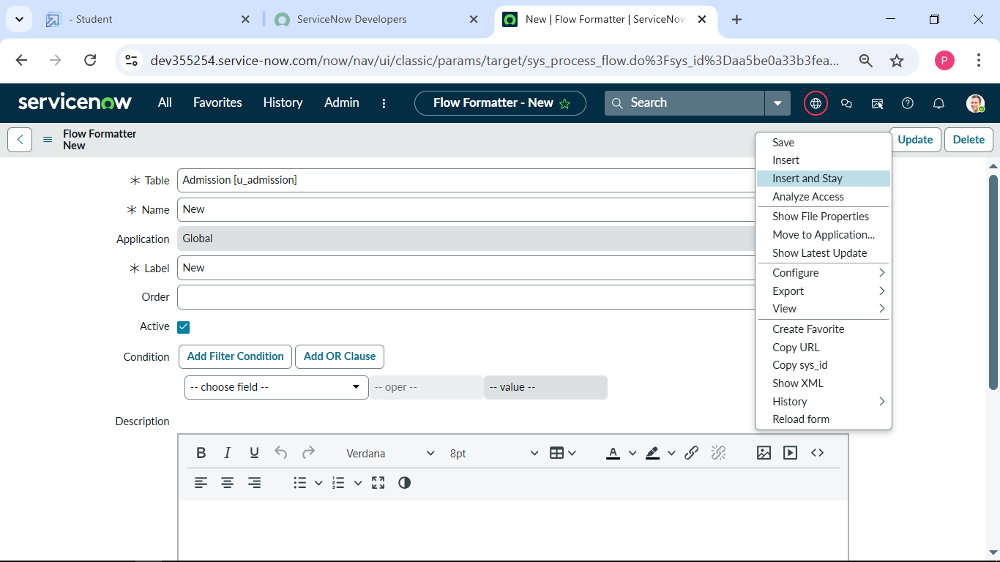 - Student
ServiceNow Developers
New | Flow Formatter | ServiceNow
dev355254.service-now.com/now/nav/ui/classic/params/target/sys_process_flow.do%3Fsys_id%3Daa5be0a33b3fea...
P
servicenow
All
Favorites
History
Admin
Flow Formatter - New
Search
Flow Formatter
New
Update
Delete
Save
Insert
Insert and Stay
Analyze Access
Show File Properties
Move to Application...
Show Latest Update
Configure
Export
View
Create Favorite
Copy URL
Copy sys_id
Show XML
History
Reload form
Table
Admission [u_admission]
Name
New
Application
Global
Label
New
Order
Active
Condition
Add Filter Condition
Add OR Clause
-- choose field --
-- oper --
-- value --
Description
B I U
Verdana
8pt
A